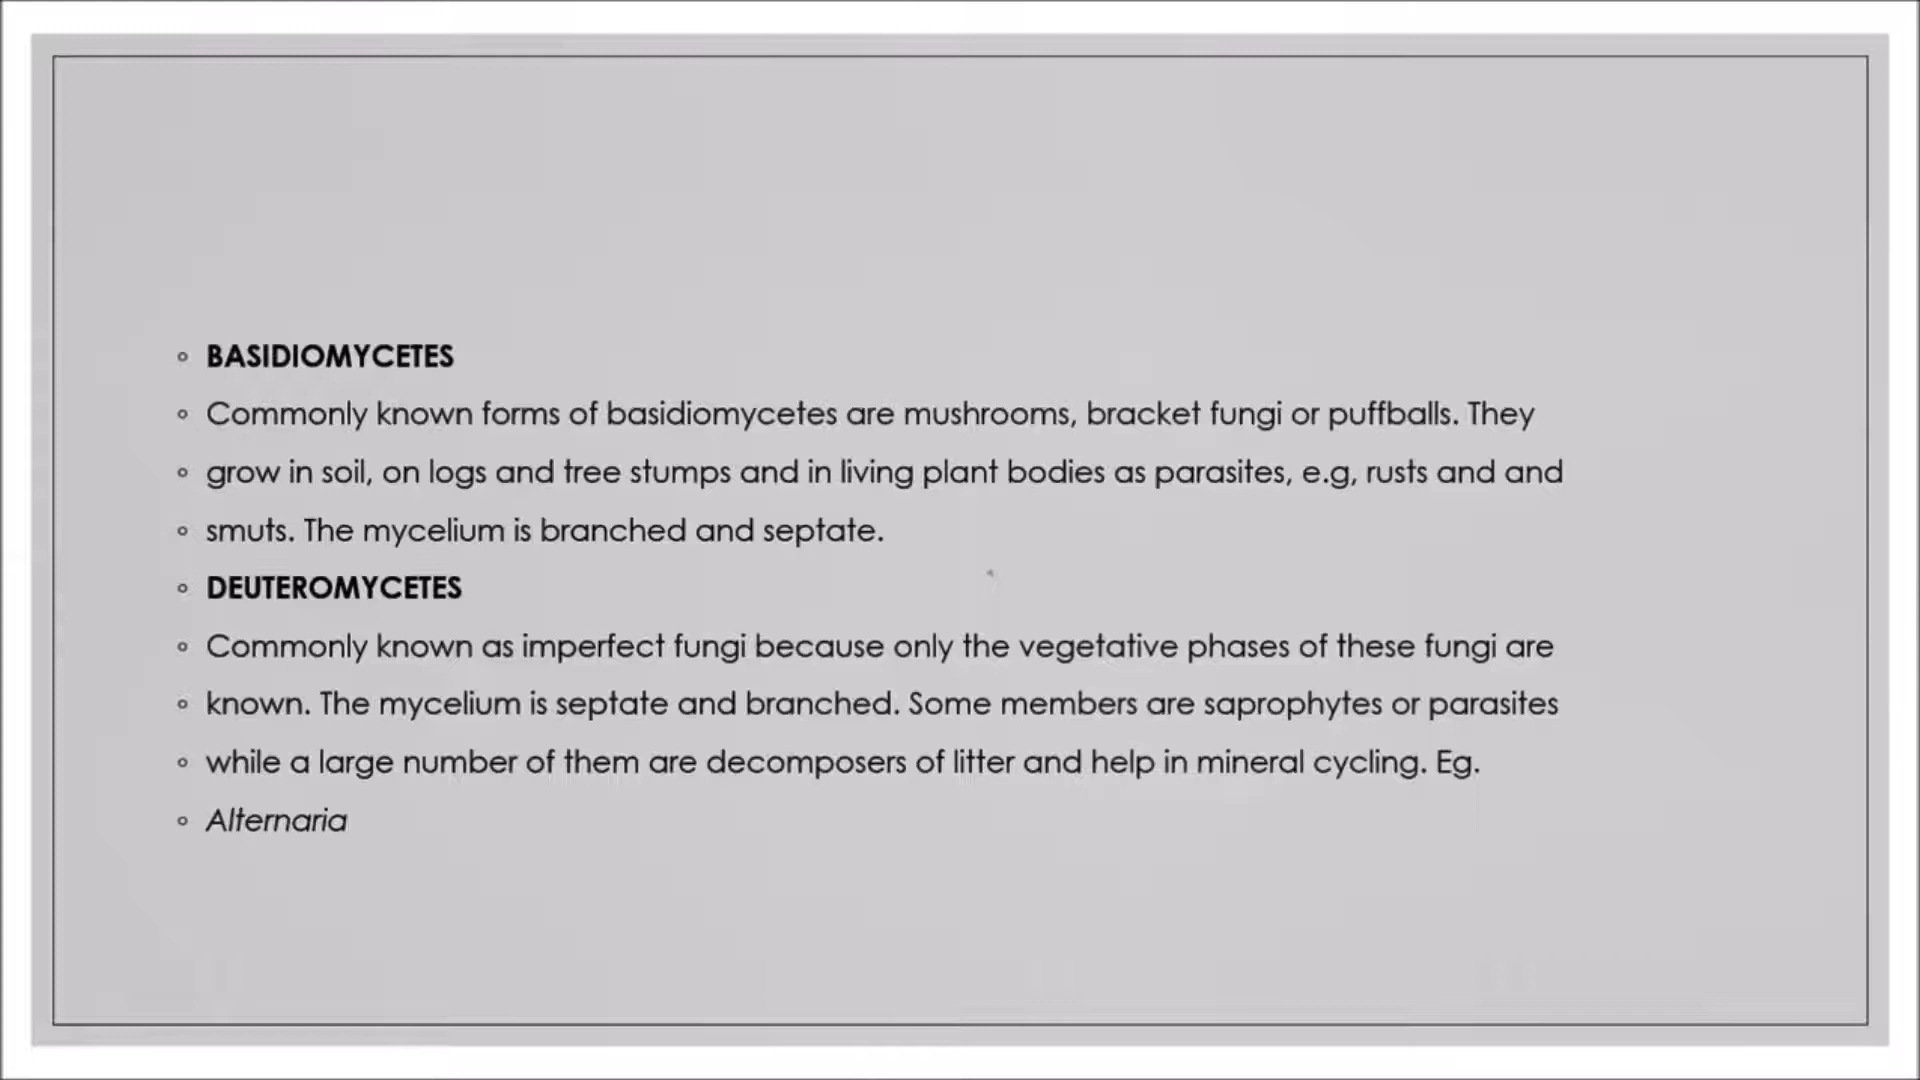 BASIDIOMYCETES
Commonly known forms of basidiomycetes are mushrooms, bracket fungi or puffballs. They
grow in soil, on logs and tree stumps and in living plant bodies as parasites, e.g, rusts and and
smuts. The mycelium is branched and septate.
DEUTEROMYCETES
Commonly known as imperfect fungi because only the vegetative phases of these fungi are
known. The mycelium is septate and branched. Some members are saprophytes or parasites
while a large number of them are decomposers of litter and help in mineral cycling. Eg.
Alternaria